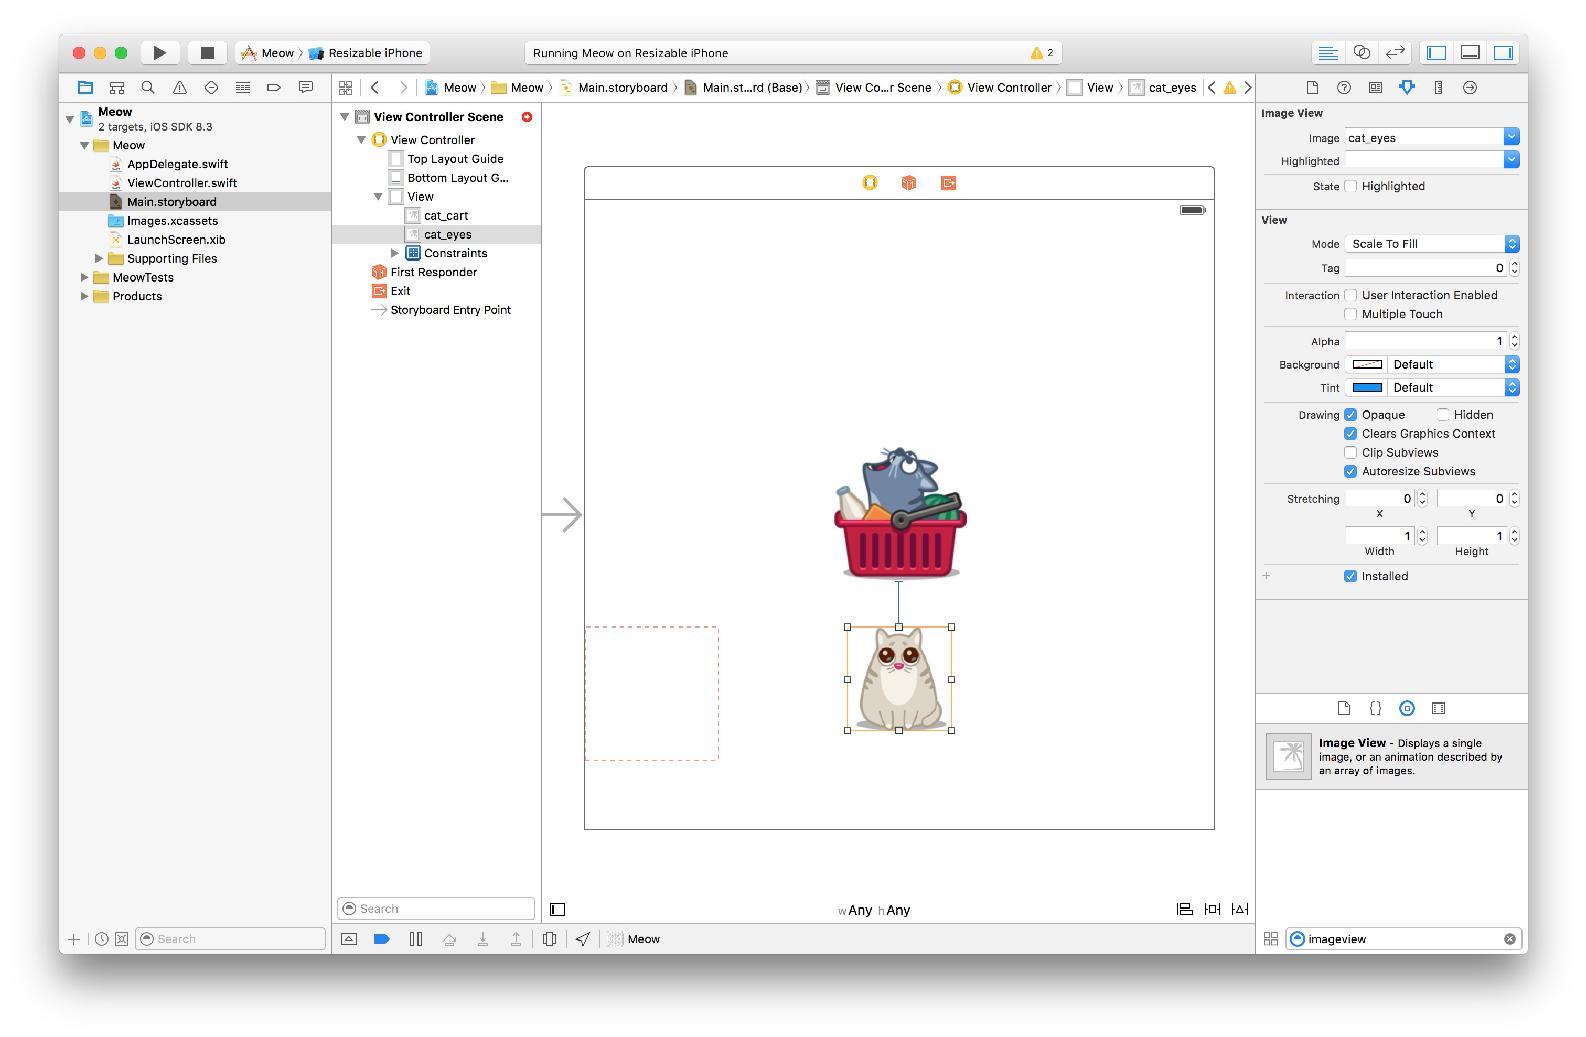 Meow
Resizable iPhone
Running Meow on Resizable iPhone
2
Meow
Meow
Main.storyboard
Main.st...rd (Base)
View Co...r Scene
View Controller
View
cat_eyes
Meow
2 targets, iOS SDK 8.3
Meow
AppDelegate.swift
ViewController.swift
Main.storyboard
Images.xcassets
LaunchScreen.xib
Supporting Files
MeowTests
Products
Search
View Controller Scene
View Controller
Top Layout Guide
Bottom Layout G...
View
cat_cart
cat_eyes
Constraints
First Responder
Exit
Storyboard Entry Point
Search
wAny hAny
Meow
Image View
Image cat_eyes
Highlighted
State Highlighted
View
Mode Scale To Fill
Tag 0
Interaction User Interaction Enabled
Multiple Touch
Alpha 1
Background Default
Tint Default
Drawing Opaque Hidden
Clears Graphics Context
Clip Subviews
Autoresize Subviews
Stretching 0 0
X Y
1 1
Width Height
Installed
Image View - Displays a single
image, or an animation described by
an array of images.
imageview